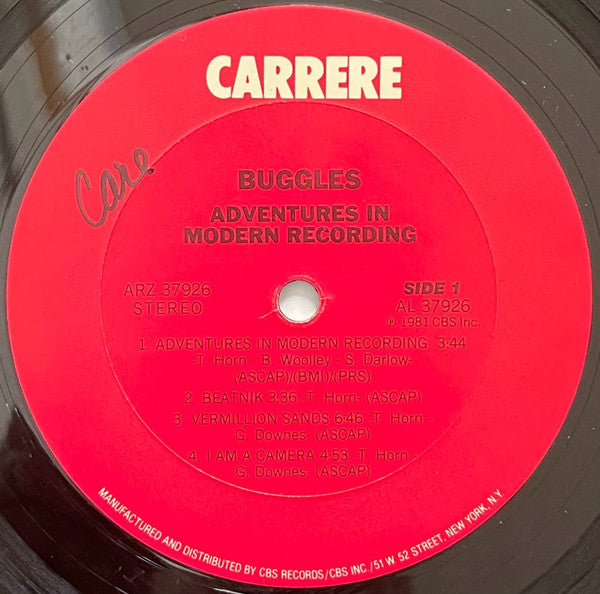 CARRERE
Care
BUGGLES
ADVENTURES IN
MODERN RECORDING
ARZ 37926
STEREO
SIDE 1
AL 37926
© 1981 CBS Inc.
1. ADVENTURES IN MODERN RECORDING 3:44
-T. Horn - B. Woolley - S. Darlow-
(ASCAP)/(BMI)/(PRS)
2. BEATNIK 3:36 -T. Horn- (ASCAP)
3. VERMILLION SANDS 6:46 -T. Horn -
G. Downes- (ASCAP)
4. I AM A CAMERA 4.53 -T. Horn -
G. Downes- (ASCAP)
MANUFACTURED AND DISTRIBUTED BY CBS RECORDS/CBS INC./51 W 52 STREET, NEW YORK, N.Y.